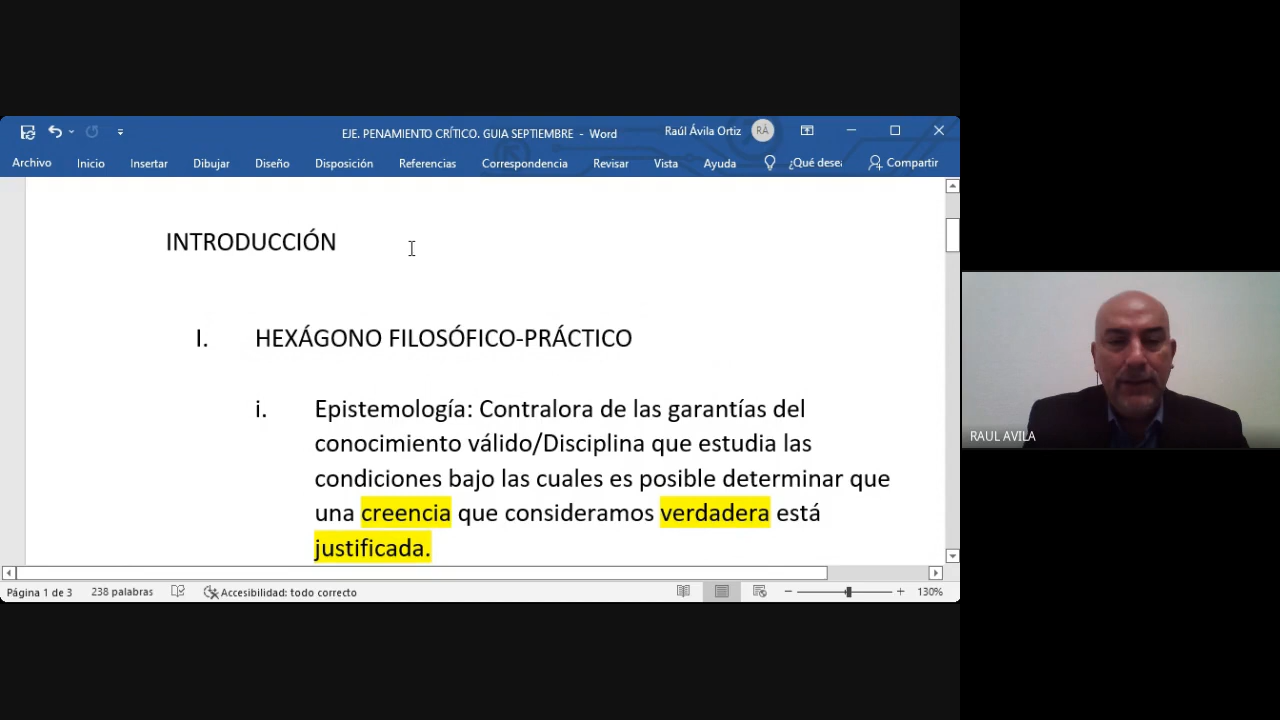 EJE. PENAMIENTO CRÍTICO. GUIA SEPTIEMBRE - Word
Raúl Ávila Ortiz
RÁ
Archivo
Inicio
Insertar
Dibujar
Diseño
Disposición
Referencias
Correspondencia
Revisar
Vista
Ayuda
¿Qué dese
Compartir
INTRODUCCIÓN
I. HEXÁGONO FILOSÓFICO-PRÁCTICO
i. Epistemología: Contralora de las garantías del
conocimiento válido/Disciplina que estudia las
condiciones bajo las cuales es posible determinar que
una creencia que consideramos verdadera está
justificada.
RAUL AVILA
Página 1 de 3
238 palabras
Accesibilidad: todo correcto
130%